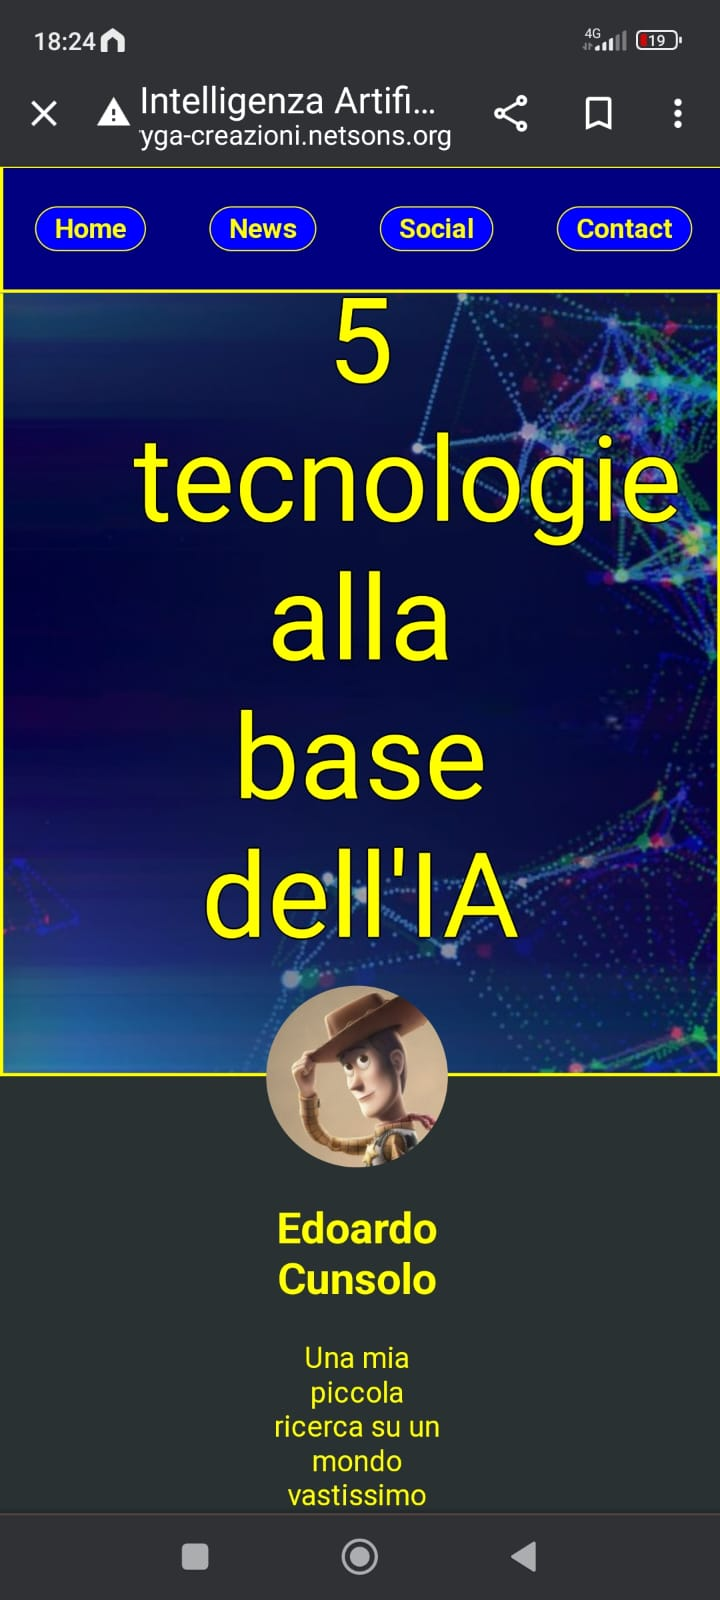 18:24
4G
19
Intelligenza Artifi...
yga-creazioni.netsons.org
Home
News
Social
Contact
5
tecnologie
alla
base
dell'IA
Edoardo
Cunsolo
Una mia
piccola
ricerca su un
mondo
vastissimo